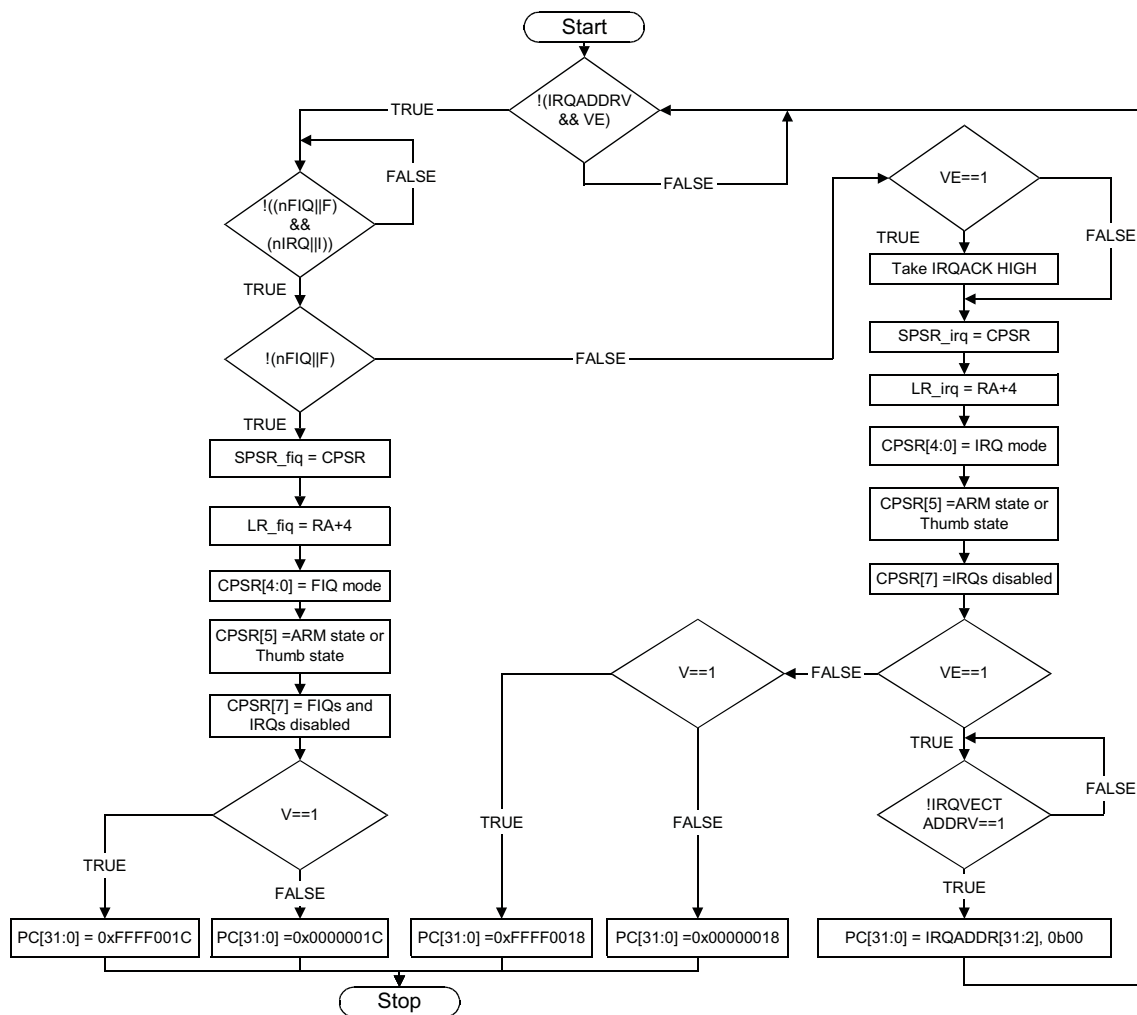 Start
!(IRQADDRV
&& VE)
TRUE
FALSE
!((nFIQ||F)
&&
(nIRQ||I))
FALSE
TRUE
!(nFIQ||F)
FALSE
TRUE
SPSR_fiq = CPSR
LR_fiq = RA+4
CPSR[4:0] = FIQ mode
CPSR[5] =ARM state or
Thumb state
CPSR[7] = FIQs and
IRQs disabled
V==1
TRUE
FALSE
PC[31:0] = 0xFFFF001C
PC[31:0] =0x0000001C
VE==1
TRUE
FALSE
Take IRQACK HIGH
SPSR_irq = CPSR
LR_irq = RA+4
CPSR[4:0] = IRQ mode
CPSR[5] =ARM state or
Thumb state
CPSR[7] =IRQs disabled
VE==1
FALSE
V==1
TRUE
FALSE
PC[31:0] =0xFFFF0018
PC[31:0] =0x00000018
TRUE
!IRQVECT
ADDRV==1
FALSE
TRUE
PC[31:0] = IRQADDR[31:2], 0b00
Stop